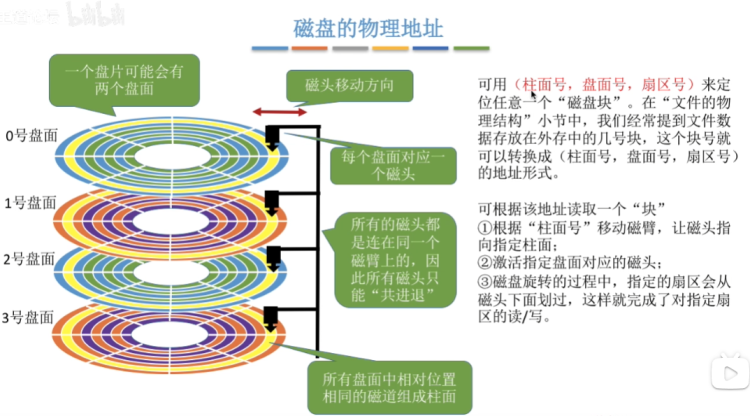 磁盘的物理地址
一个盘片可能会有
两个盘面
磁头移动方向
0号盘面
每个盘面对应一
个磁头
1号盘面
所有的磁头都
是连在同一个
磁臂上的，因
此所有磁头只
能“共进退”
2号盘面
3号盘面
所有盘面中相对位置
相同的磁道组成柱面
可用（柱面号，盘面号，扇区号）来定
位任意一个“磁盘块”。在“文件的物
理结构”小节中，我们经常提到文件数
据存放在外存中的几号块，这个块号就
可以转换成（柱面号，盘面号，扇区号）
的地址形式。
可根据该地址读取一个“块”
①根据“柱面号”移动磁臂，让磁头指
向指定柱面；
②激活指定盘面对应的磁头；
③磁盘旋转的过程中，指定的扇区会从
磁头下面划过，这样就完成了对指定扇
区的读/写。